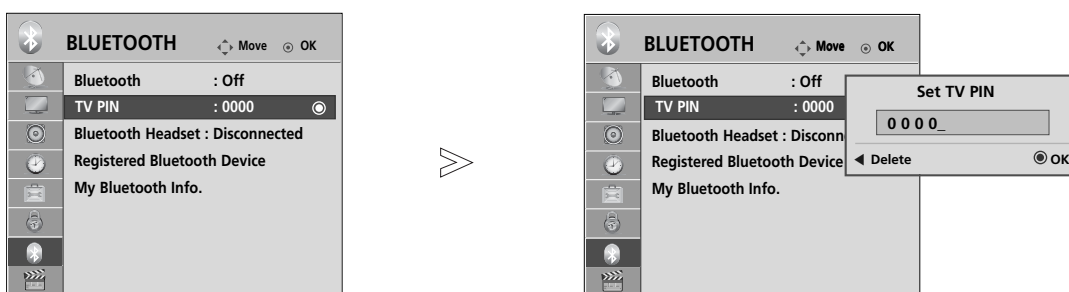 BLUETOOTH Move OK
Bluetooth : Off
TV PIN : 0000
Bluetooth Headset : Disconnected
Registered Bluetooth Device
My Bluetooth Info.
BLUETOOTH Move OK
Bluetooth : Off
TV PIN : 0000
Bluetooth Headset : Disconn
Registered Bluetooth Device
My Bluetooth Info.
Set TV PIN
0 0 0 0_
Delete OK